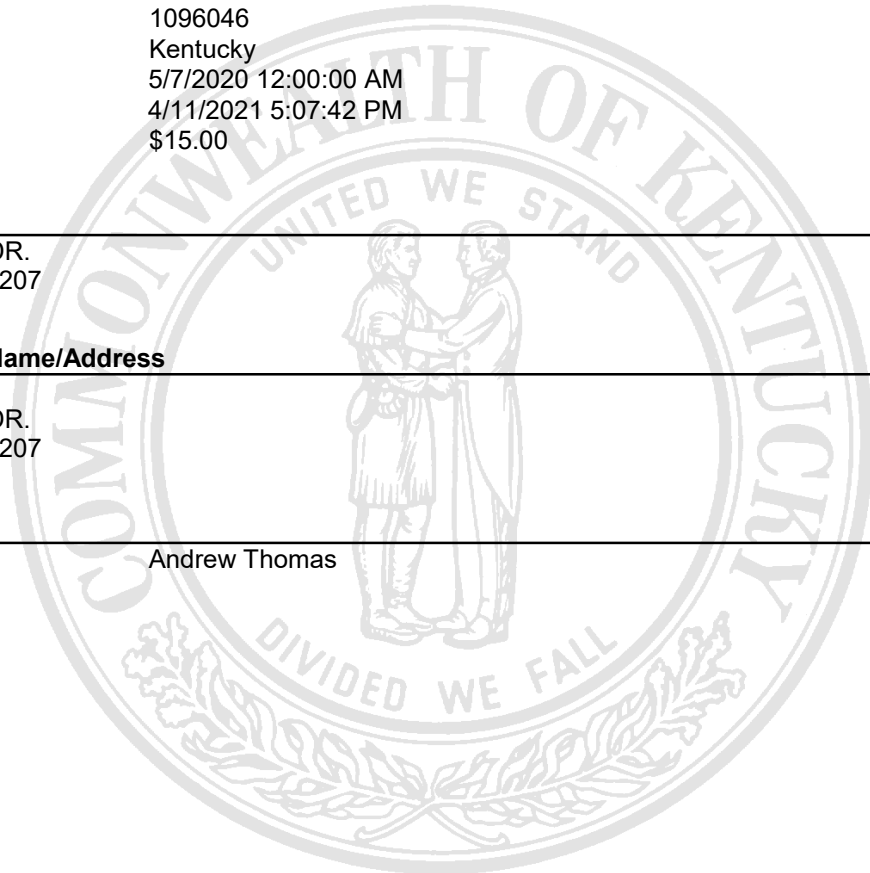 1096046
Kentucky
5/7/2020 12:00:00 AM
4/11/2021 5:07:42 PM
$15.00
COMMONWEALTH OF KENTUCKY
UNITED WE STAND
DR.
207
Name/Address
DR.
207
Andrew Thomas
DIVIDED WE FALL